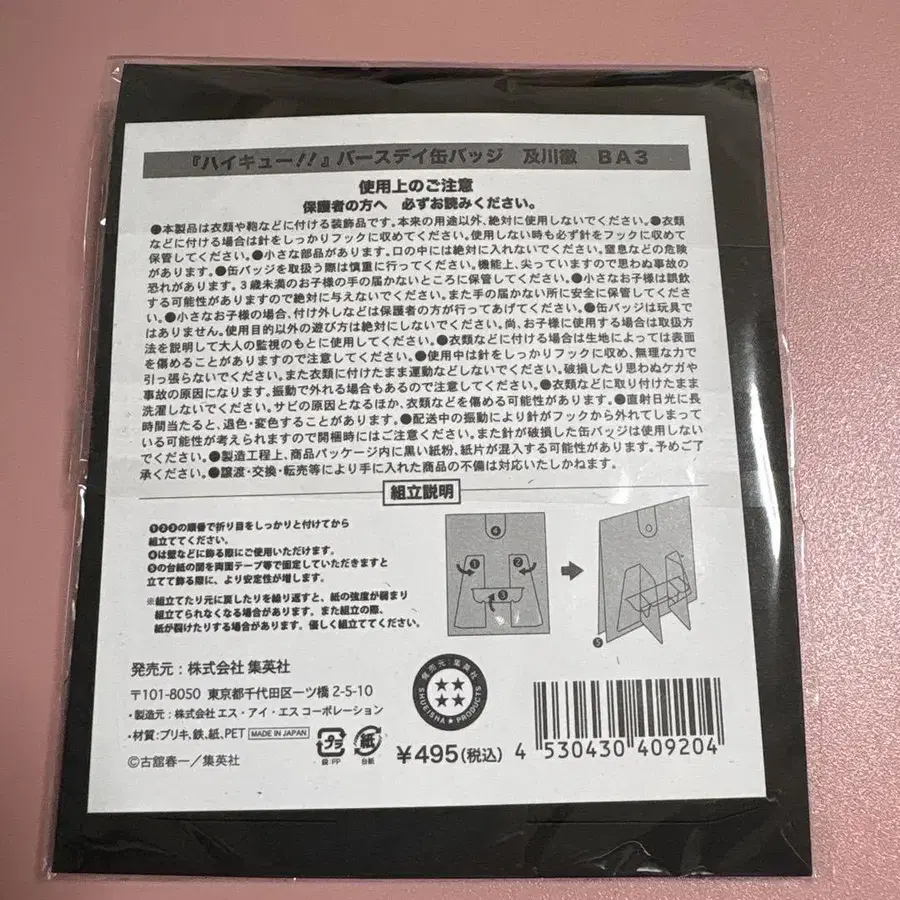 『ハイキュー!!』バースデイ缶バッジ 及川徹 BA3
使用上のご注意
保護者の方へ 必ずお読みください。
●本製品は衣類や鞄などに付ける装飾品です。本来の用途以外、絶対に使用しないでください。●衣類
などに付ける場合は針をしっかりフックに収めてください。使用しない時も必ず針をフックに収めて
保管してください。●小さな部品があります。口の中には絶対に入れないでください。窒息などの危険
があります。●缶バッジを取扱う際は慎重に行ってください。機能上、尖っていますので思わぬ事故の
恐れがあります。3歳未満のお子様の手の届かないところに保管してください。●小さなお子様は誤飲
する可能性がありますので絶対に与えないでください。また手の届かない所に安全に保管してくださ
い。●小さなお子様の場合、付け外しなどは保護者の方が行ってあげてください。●缶バッジは玩具で
はありません。使用目的以外の遊び方は絶対にしないでください。尚、お子様に使用する場合は取扱方
法を説明して大人の監視のもとに使用してください。●衣類などに付ける場合は生地によっては表面
を傷めることがありますので注意してください。●使用中は針をしっかりフックに収め、無理な力で
引っ張らないでください。また衣類に付けたまま運動などしないでください。破損したり思わぬケガや
事故の原因になります。振動で外れる場合もあるので注意してください。●衣類などに取り付けたまま
洗濯しないでください。サビの原因となるほか、衣類などを傷める可能性があります。●直射日光に長
時間当たると、退色・変色することがあります。●配送中の振動により針がフックから外れてしまって
いる可能性が考えられますので開梱時にはご注意ください。また針が破損した缶バッジは使用しない
でください。●製造工程上、商品パッケージ内に黒い紙粉、紙片が混入する可能性があります。予めご了
承ください。●譲渡・交換・転売等により手に入れた商品の不備は対応いたしかねます。
組立説明
❶❷❸の順番で折り目をしっかりと付けてから
組立ててください。
❹は壁などに飾る際にご使用いただけます。
❺の台紙の間を両面テープ等で固定していただきますと
立てて飾る際に、より安定性が増します。
※組立てたり元に戻したりを繰り返すと、紙の強度が弱まり
組立てられなくなる場合があります。また組立の際、
紙が裂けたりする場合があります。優しく組立ててください。
❹
❶
❷
❸
❺
発売元：株式会社 集英社
〒101-8050 東京都千代田区一ツ橋 2-5-10
・製造元：株式会社 エス・アイ・エス コーポレーション
・材質：ブリキ、鉄、紙、PET MADE IN JAPAN
©古舘春一／集英社
プラ
袋:PP
紙
台紙
発売元：集英社
SHUEISHA PRODUCTS
¥495(税込)
4 530430 409204